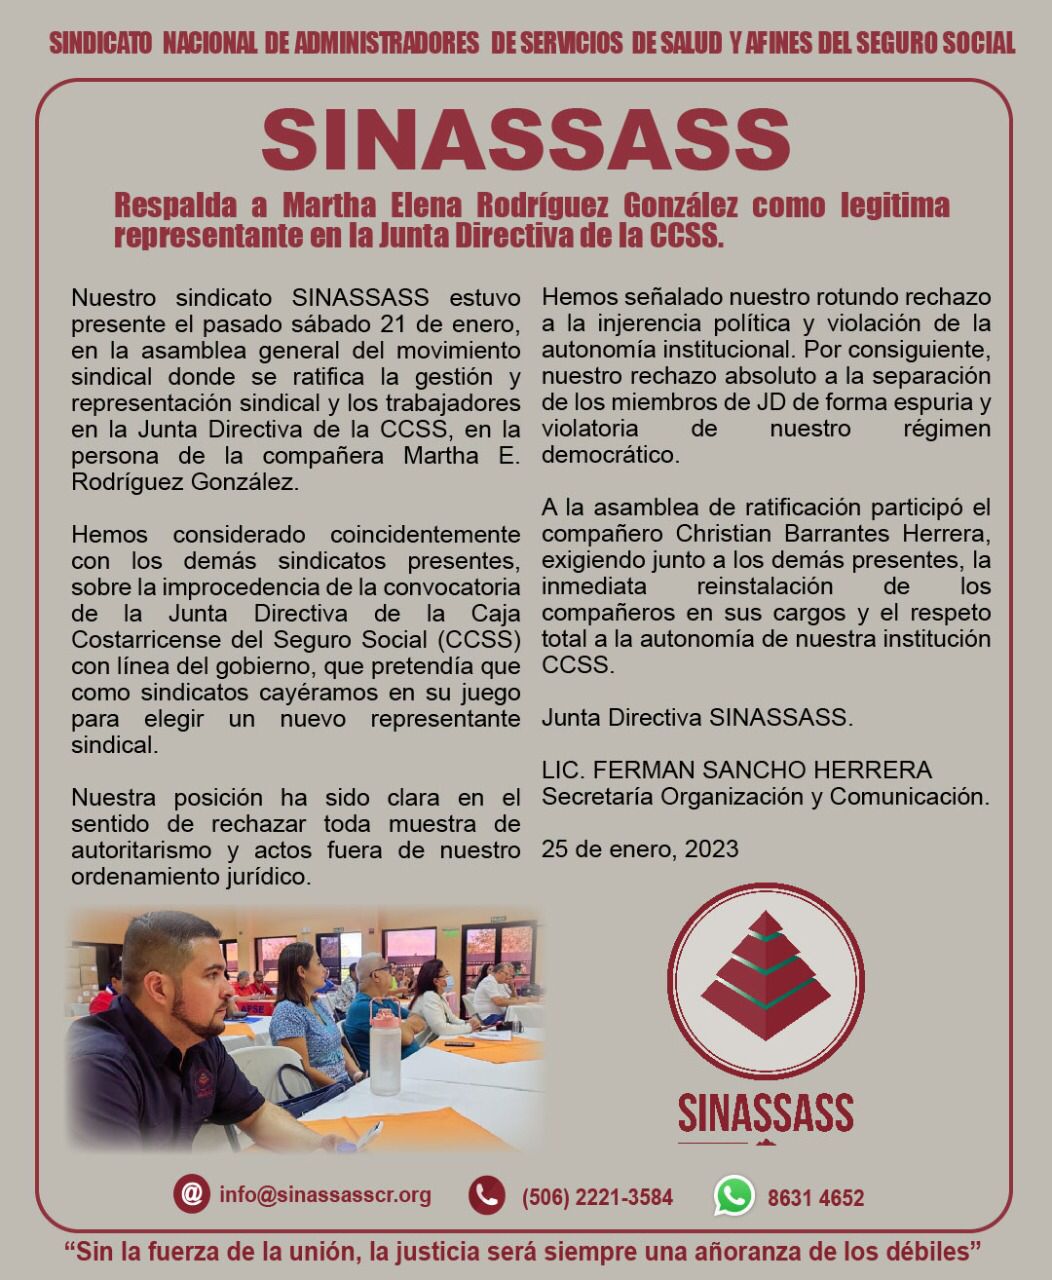 SINDICATO NACIONAL DE ADMINISTRADORES DE SERVICIOS DE SALUD Y AFINES DEL SEGURO SOCIAL
SINASSASS
Respalda a Martha Elena Rodríguez González como legitima
representante en la Junta Directiva de la CCSS.
Nuestro sindicato SINASSASS estuvo
presente el pasado sábado 21 de enero,
en la asamblea general del movimiento
sindical donde se ratifica la gestión y
representación sindical y los trabajadores
en la Junta Directiva de la CCSS, en la
persona de la compañera Martha E.
Rodríguez González.
Hemos considerado coincidentemente
con los demás sindicatos presentes,
sobre la improcedencia de la convocatoria
de la Junta Directiva de la Caja
Costarricense del Seguro Social (CCSS)
con línea del gobierno, que pretendía que
como sindicatos cayéramos en su juego
para elegir un nuevo representante
sindical.
Nuestra posición ha sido clara en el
sentido de rechazar toda muestra de
autoritarismo y actos fuera de nuestro
ordenamiento jurídico.
Hemos señalado nuestro rotundo rechazo
a la injerencia política y violación de la
autonomía institucional. Por consiguiente,
nuestro rechazo absoluto a la separación
de los miembros de JD de forma espuria y
violatoria de nuestro régimen
democrático.
A la asamblea de ratificación participó el
compañero Christian Barrantes Herrera,
exigiendo junto a los demás presentes, la
inmediata reinstalación de los
compañeros en sus cargos y el respeto
total a la autonomía de nuestra institución
CCSS.
Junta Directiva SINASSASS.
LIC. FERMAN SANCHO HERRERA
Secretaría Organización y Comunicación.
25 de enero, 2023
SINASSASS
@ info@sinassasscr.org
(506) 2221-3584
8631 4652
“Sin la fuerza de la unión, la justicia será siempre una añoranza de los débiles”